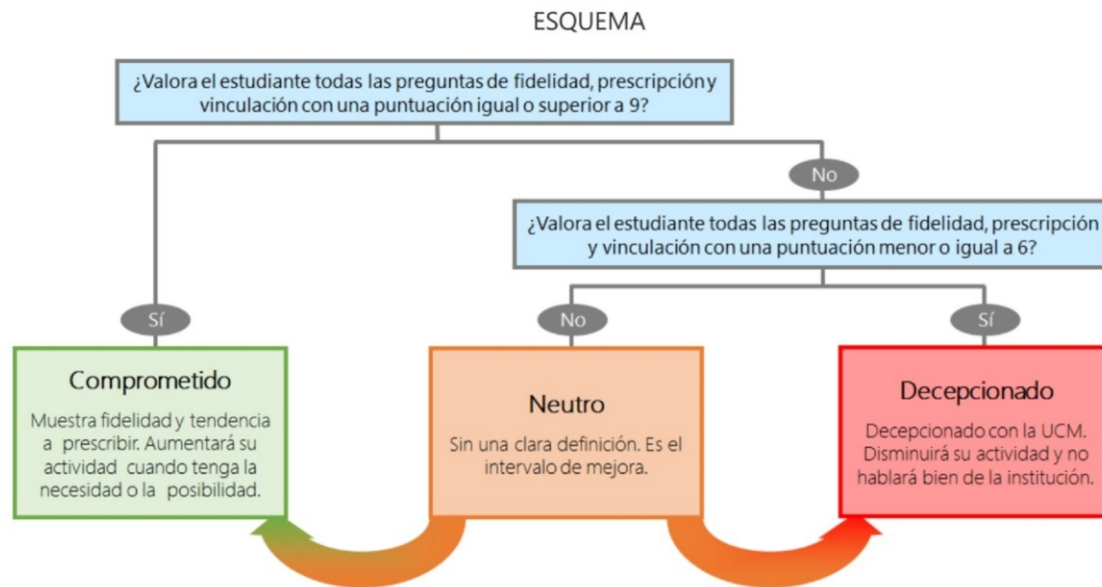 ESQUEMA
¿Valora el estudiante todas las preguntas de fidelidad, prescripción y
vinculación con una puntuación igual o superior a 9?
No
¿Valora el estudiante todas las preguntas de fidelidad, prescripción
y vinculación con una puntuación menor o igual a 6?
Sí
No
Sí
Comprometido
Muestra fidelidad y tendencia
a prescribir. Aumentará su
actividad cuando tenga la
necesidad o la posibilidad.
Neutro
Sin una clara definición. Es el
intervalo de mejora.
Decepcionado
Decepcionado con la UCM.
Disminuirá su actividad y no
hablará bien de la institución.